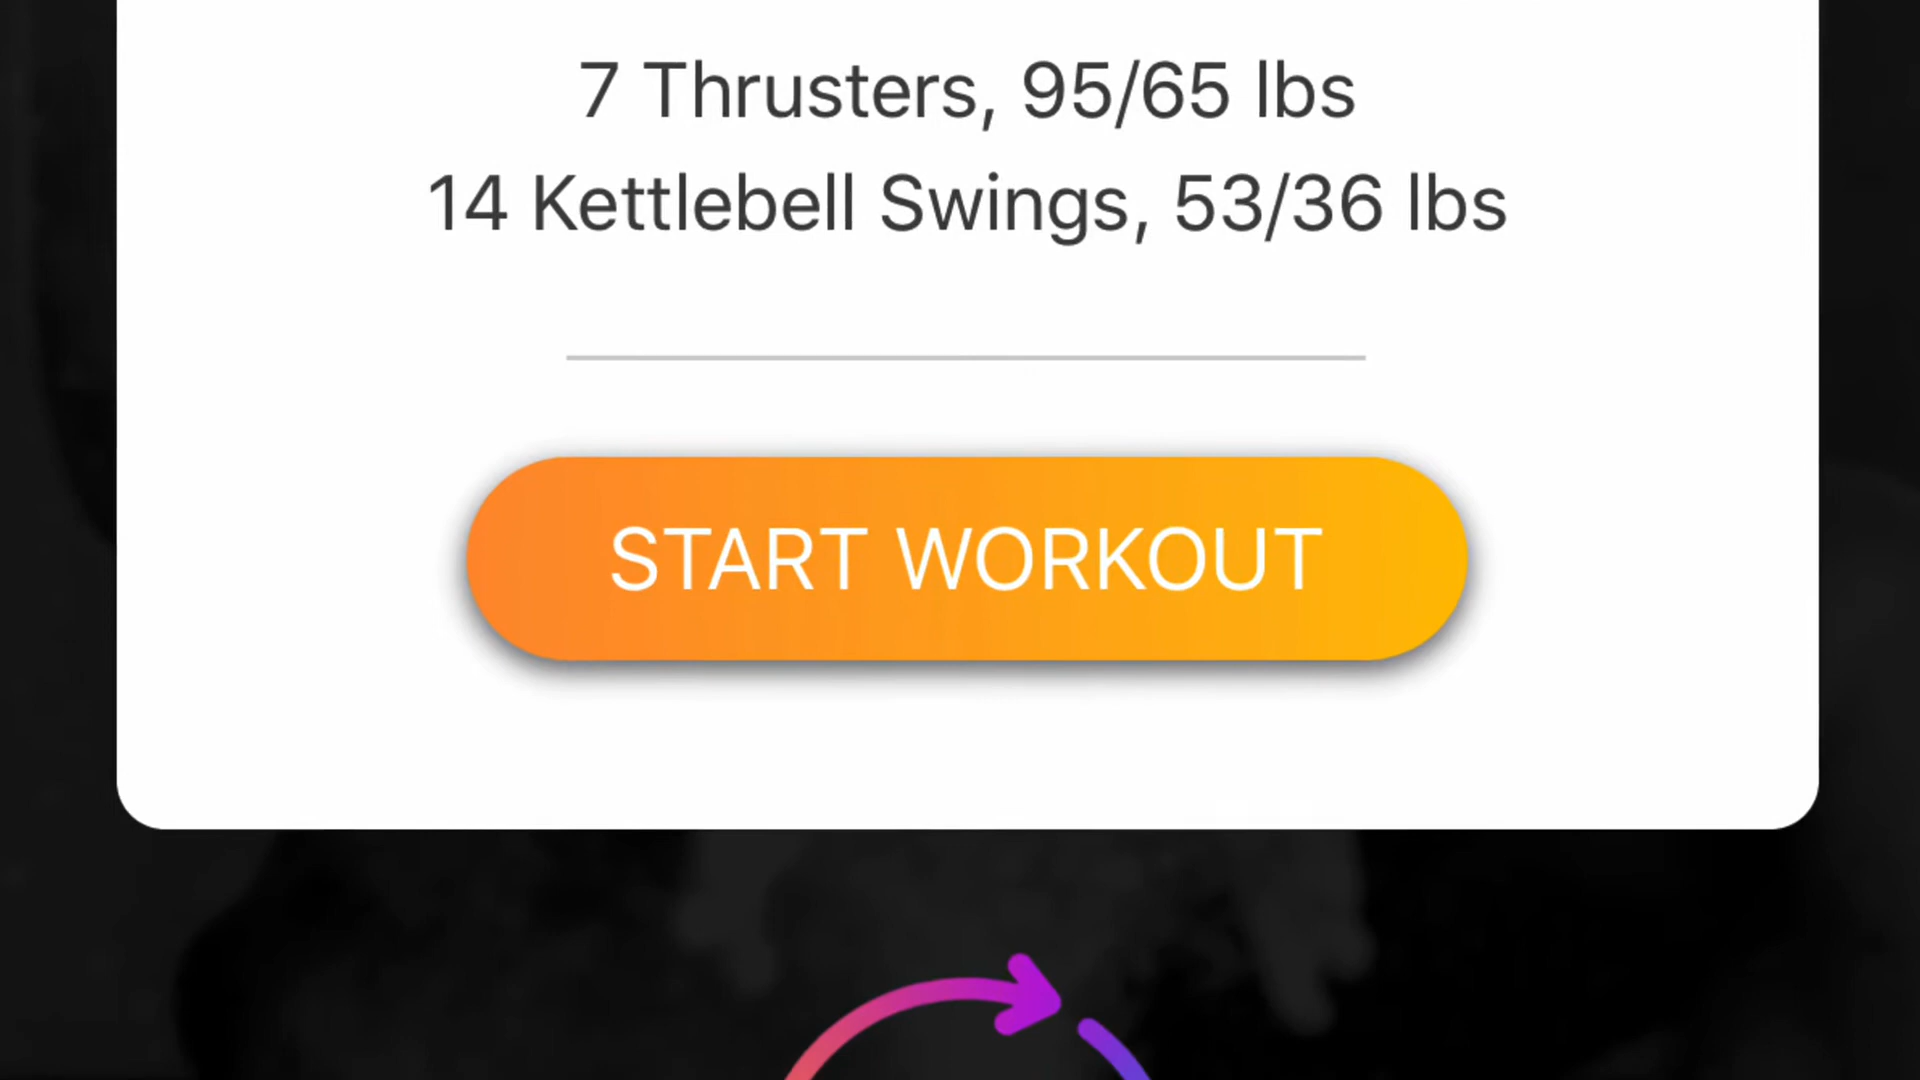 7 Thrusters, 95/65 lbs
14 Kettlebell Swings, 53/36 lbs
START WORKOUT